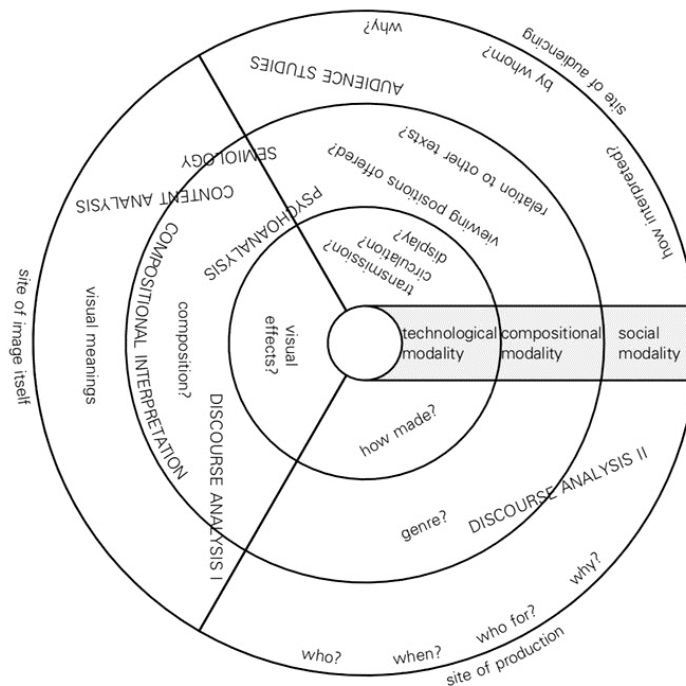 why?
by whom?
site of audiencing
how interpreted?
AUDIENCE STUDIES
relation to other texts?
viewing positions offered?
display?
circulation?
transmission?
SEMIOLOGY
CONTENT ANALYSIS
PSYCHOANALYSIS
COMPOSITIONAL INTERPRETATION
site of image itself
visual meanings
composition?
visual
effects?
DISCOURSE ANALYSIS I
technological
modality
compositional
modality
social
modality
how made?
genre?
DISCOURSE ANALYSIS II
who?
when?
who for?
why?
site of production